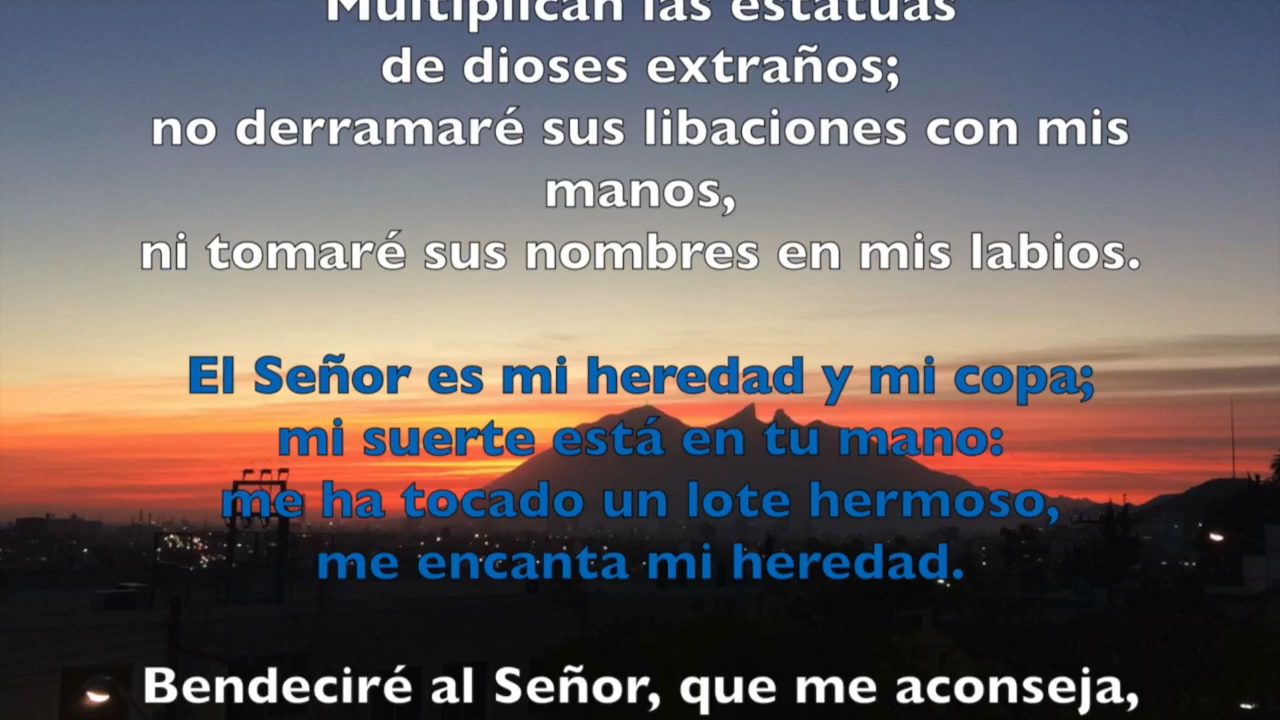 Multiplican las estatuas
de dioses extraños;
no derramaré sus libaciones con mis
manos,
ni tomaré sus nombres en mis labios.
El Señor es mi heredad y mi copa;
mi suerte está en tu mano:
me ha tocado un lote hermoso,
me encanta mi heredad.
Bendeciré al Señor, que me aconseja,